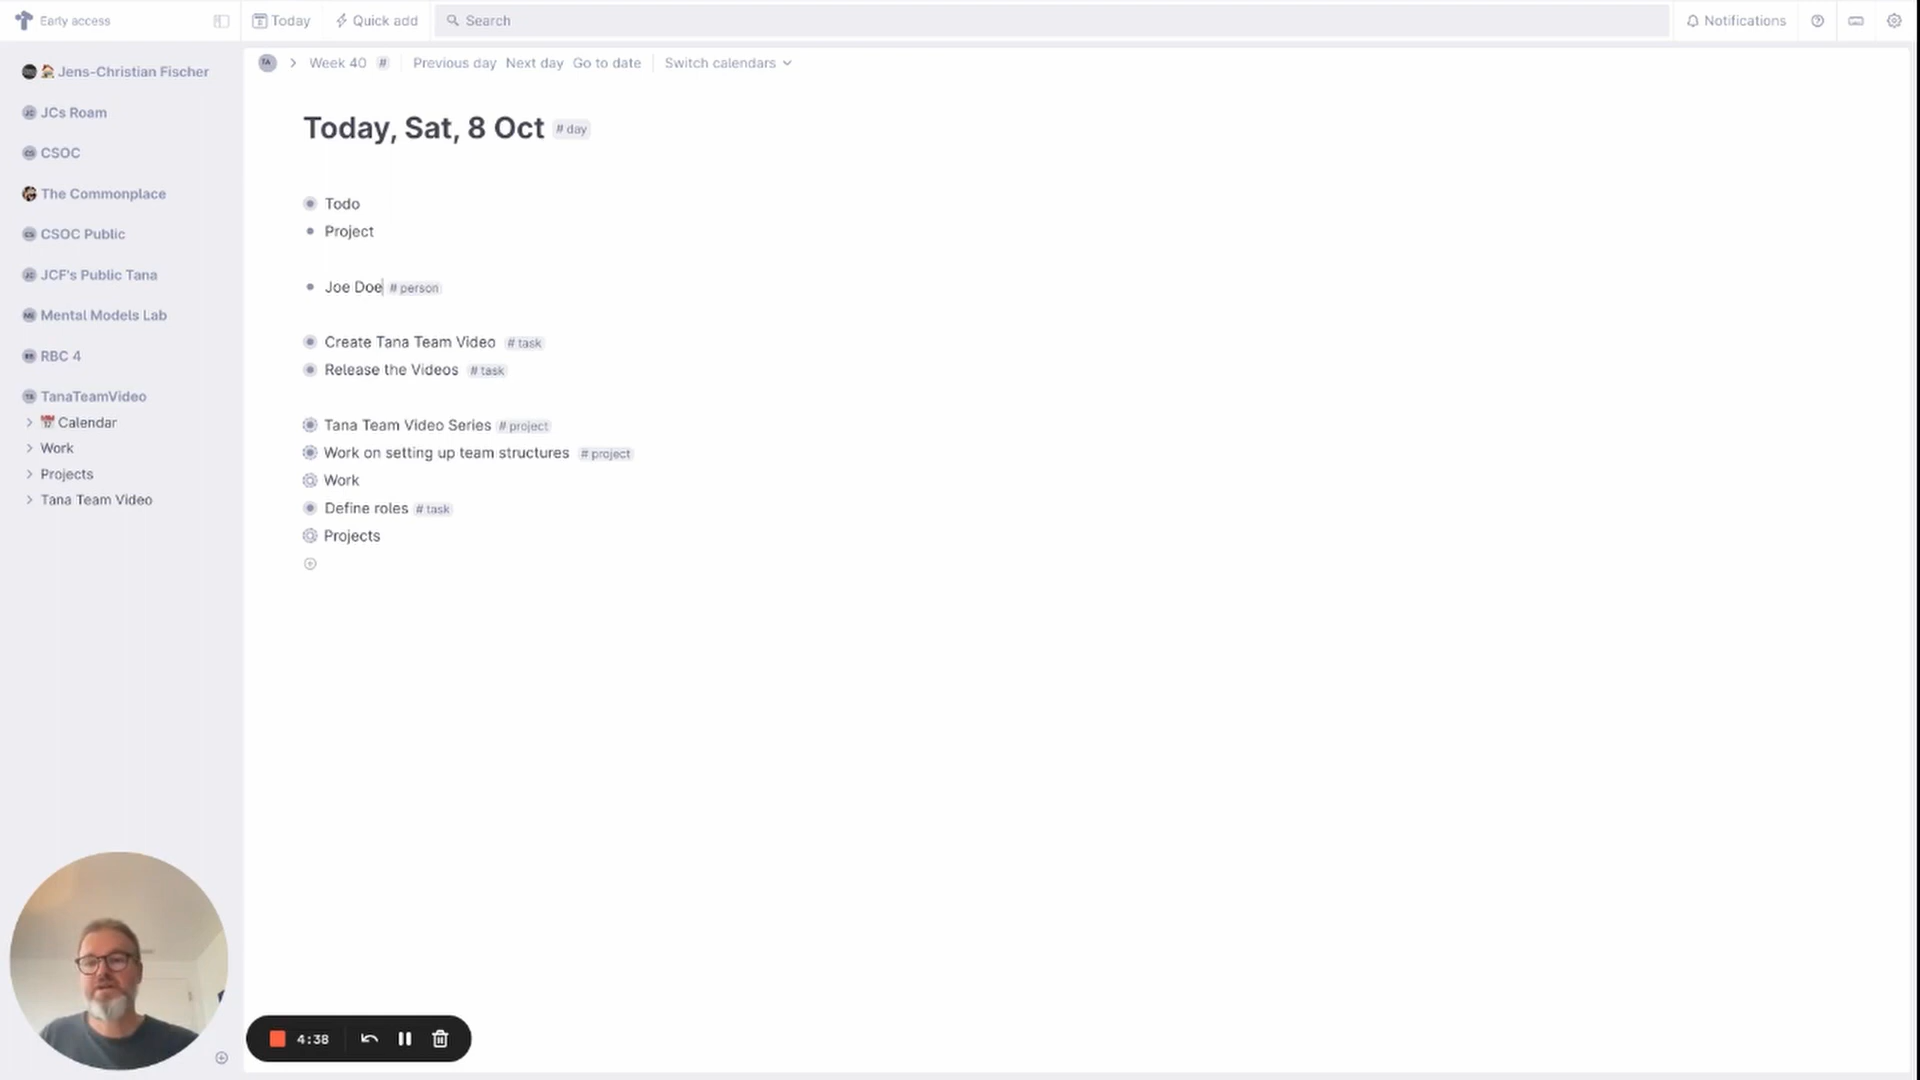 Early access
Today
Quick add
Search
Notifications
Jens-Christian Fischer
JCs Roam
CSOC
The Commonplace
CSOC Public
JCF's Public Tana
Mental Models Lab
RBC 4
TanaTeamVideo
Calendar
Work
Projects
Tana Team Video
TA
Week 40 #
Previous day
Next day
Go to date
Switch calendars
Today, Sat, 8 Oct # day
Todo
Project
Joe Doe # person
Create Tana Team Video # task
Release the Videos # task
Tana Team Video Series # project
Work on setting up team structures # project
Work
Define roles # task
Projects
4:38